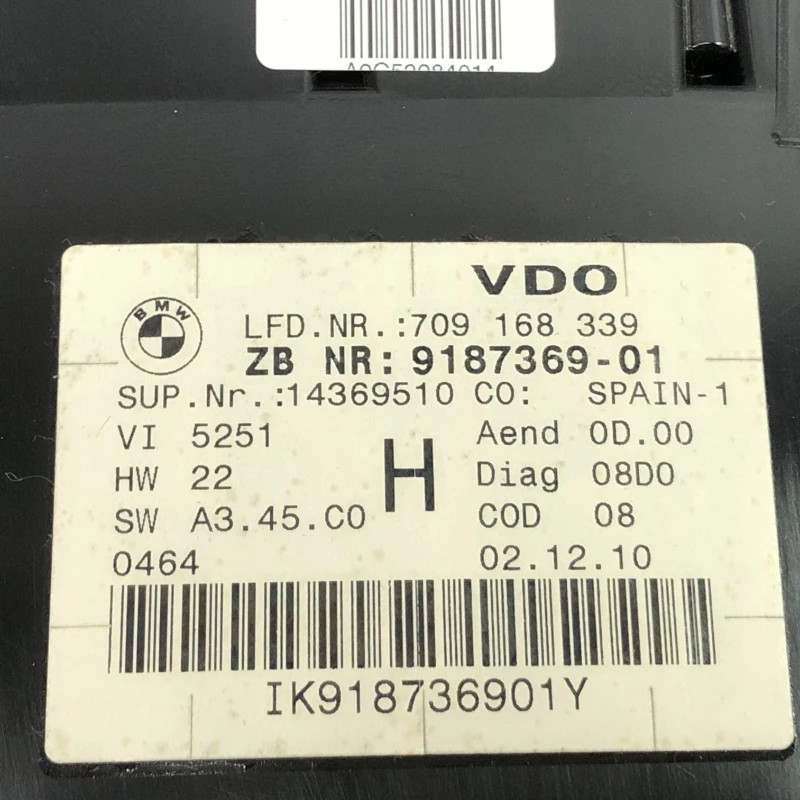 A2C53084014
VDO
BMW
LFD.NR.:709 168 339
ZB NR: 9187369-01
SUP.Nr.:14369510 CO: SPAIN-1
VI 5251 Aend 0D.00
HW 22 H Diag 08D0
SW A3.45.C0 COD 08
0464 02.12.10
IK918736901Y